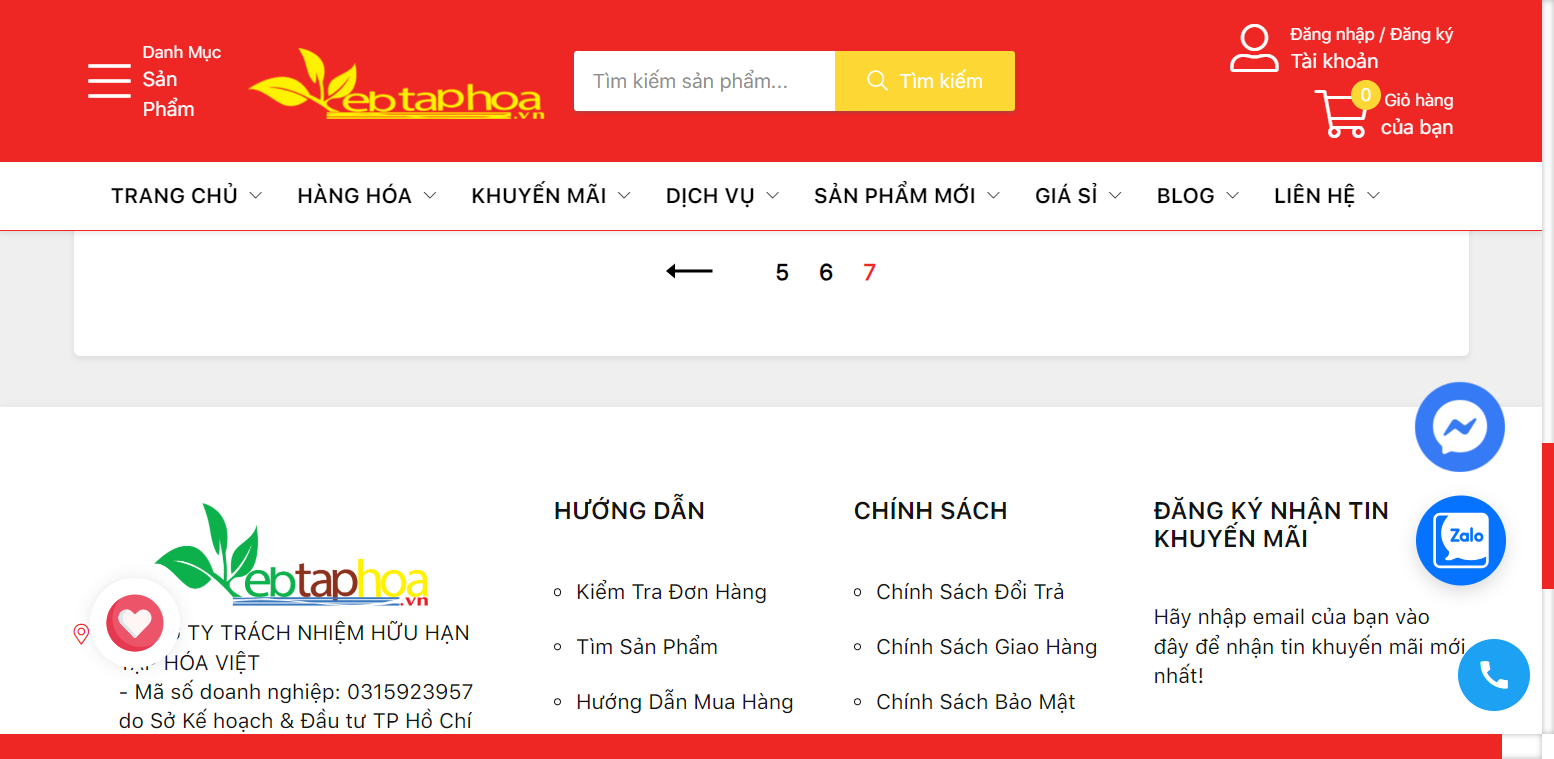 Danh Mục
Sản
Phẩm
ebtaphoa
.vn
Tìm kiếm sản phẩm...
Tìm kiếm
Đăng nhập / Đăng ký
Tài khoản
0
Giỏ hàng
của bạn
TRANG CHỦ HÀNG HÓA KHUYẾN MÃI DỊCH VỤ SẢN PHẨM MỚI GIÁ SỈ BLOG LIÊN HỆ
5 6 7
ebtaphoa
.vn
TY TRÁCH NHIỆM HỮU HẠN
HÓA VIỆT
- Mã số doanh nghiệp: 0315923957
do Sở Kế hoạch & Đầu tư TP Hồ Chí
HƯỚNG DẪN
Kiểm Tra Đơn Hàng
Tìm Sản Phẩm
Hướng Dẫn Mua Hàng
CHÍNH SÁCH
Chính Sách Đổi Trả
Chính Sách Giao Hàng
Chính Sách Bảo Mật
ĐĂNG KÝ NHẬN TIN
KHUYẾN MÃI
Hãy nhập email của bạn vào
đây để nhận tin khuyến mãi mới
nhất!
Zalo